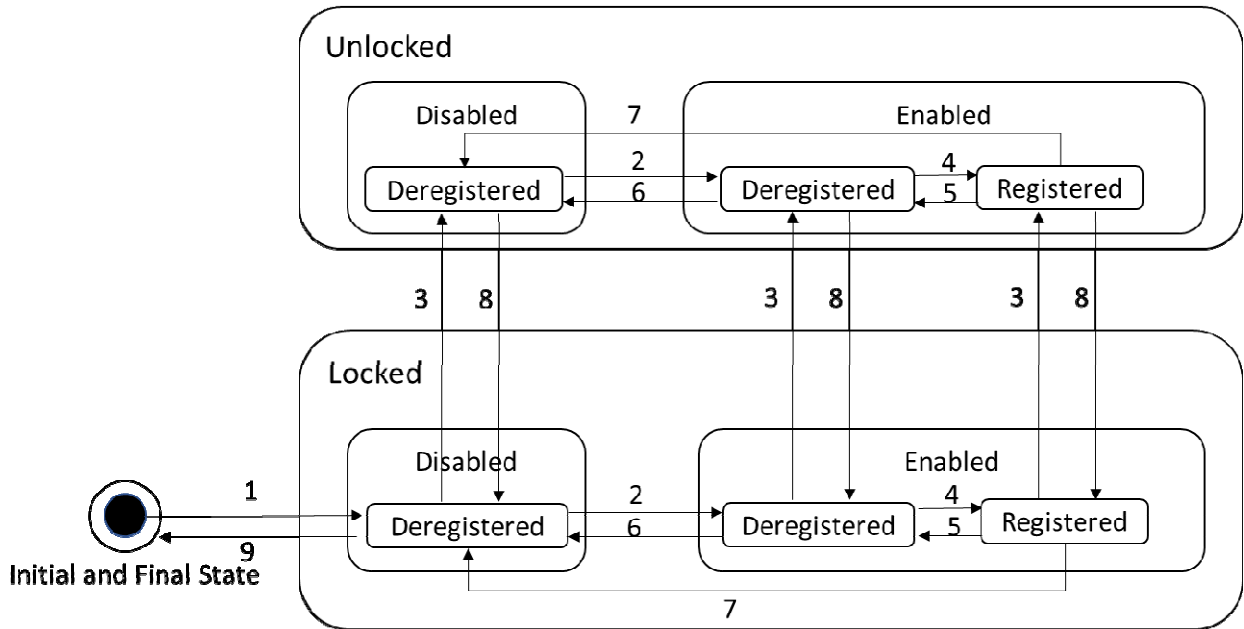 Unlocked
Disabled
7
Enabled
2
4
Deregistered
Deregistered
Registered
6
5
3
8
3
8
3
8
Locked
Disabled
Enabled
1
2
4
Deregistered
Deregistered
Registered
6
5
9
Initial and Final State
7